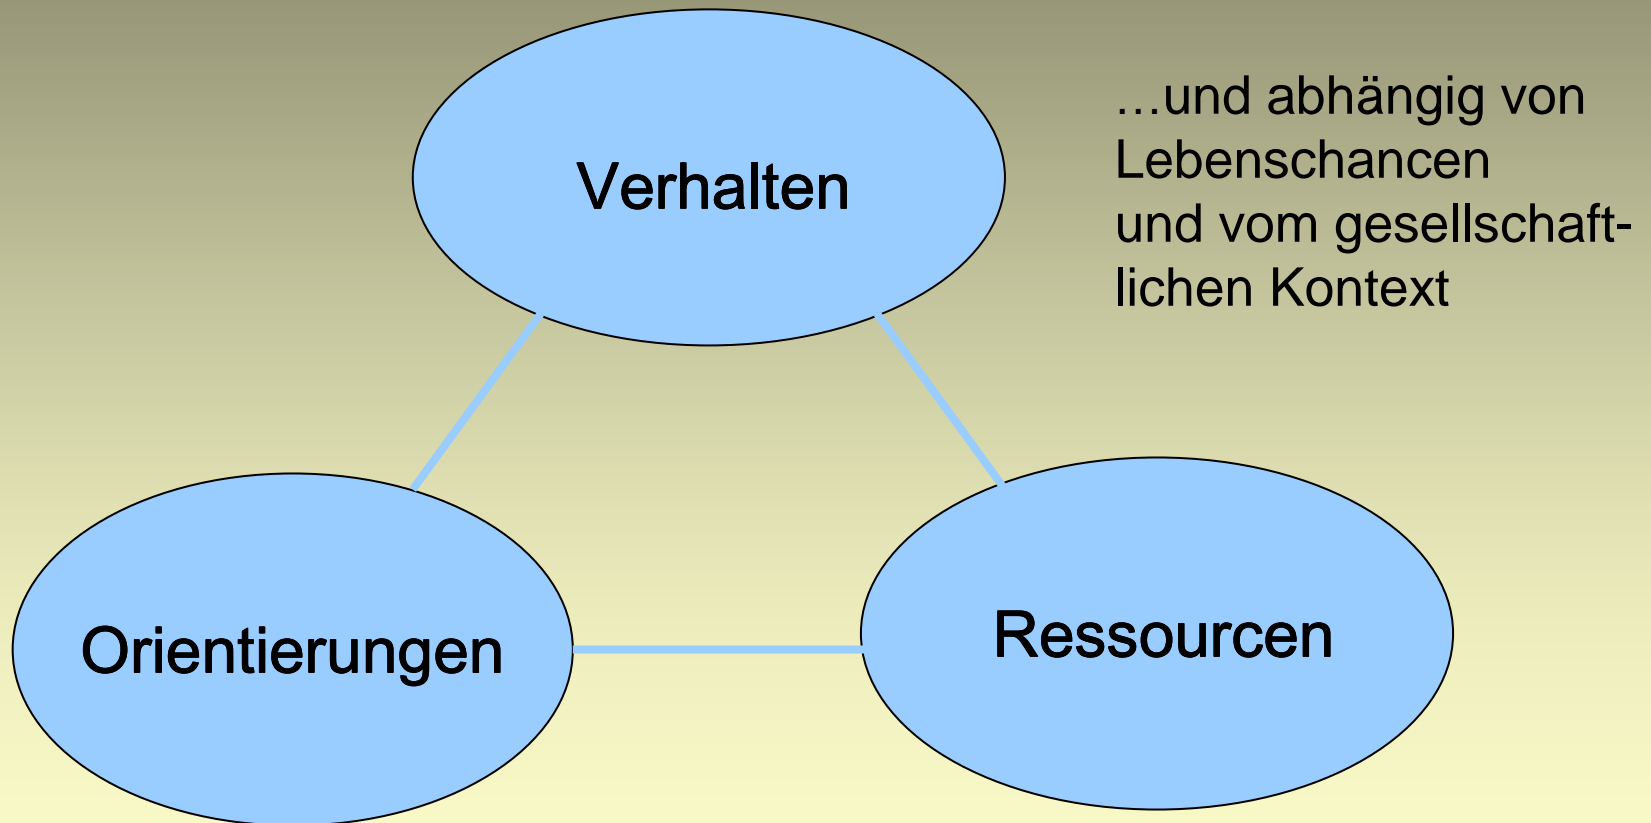 Verhalten
…und abhängig von
Lebenschancen
und vom gesellschaft-
lichen Kontext
Orientierungen
Ressourcen